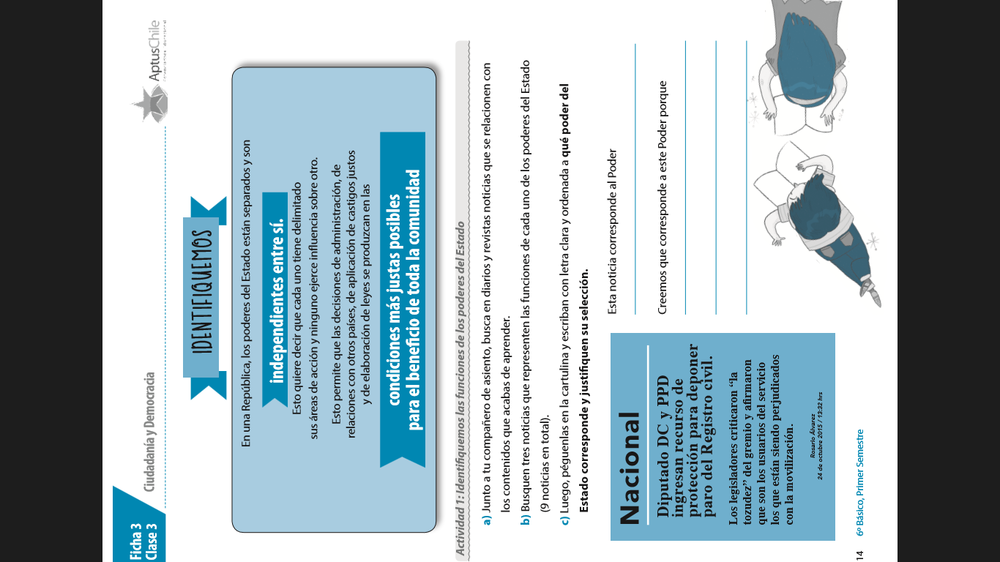 Ficha 3
Clase 3
Ciudadanía y Democracia
AptusChile
IDENTIFIQUEMOS
En una República, los poderes del Estado están separados y son
independientes entre sí.
Esto quiere decir que cada uno tiene delimitado
sus áreas de acción y ninguno ejerce influencia sobre otro.
Esto permite que las decisiones de administración, de
relaciones con otros países, de aplicación de castigos justos
y de elaboración de leyes se produzcan en las
condiciones más justas posibles
para el beneficio de toda la comunidad
Actividad 1: Identifiquemos las funciones de los poderes del Estado
a) Junto a tu compañero de asiento, busca en diarios y revistas noticias que se relacionen con
los contenidos que acabas de aprender.
b) Busquen tres noticias que representen las funciones de cada uno de los poderes del Estado
(9 noticias en total).
c) Luego, péguenlas en la cartulina y escriban con letra clara y ordenada a qué poder del
Estado corresponde y justifiquen su selección.
Nacional
Diputado DC y PPD
ingresan recurso de
protección para deponer
paro del Registro civil.
Los legisladores criticaron “la
tozudez” del gremio y afirmaron
que son los usuarios del servicio
los que están siendo perjudicados
con la movilización.
Rosario Álvarez
24 de octubre 2015 / 13:32 hrs
Esta noticia corresponde al Poder
Creemos que corresponde a este Poder porque
14 6º Básico, Primer Semestre